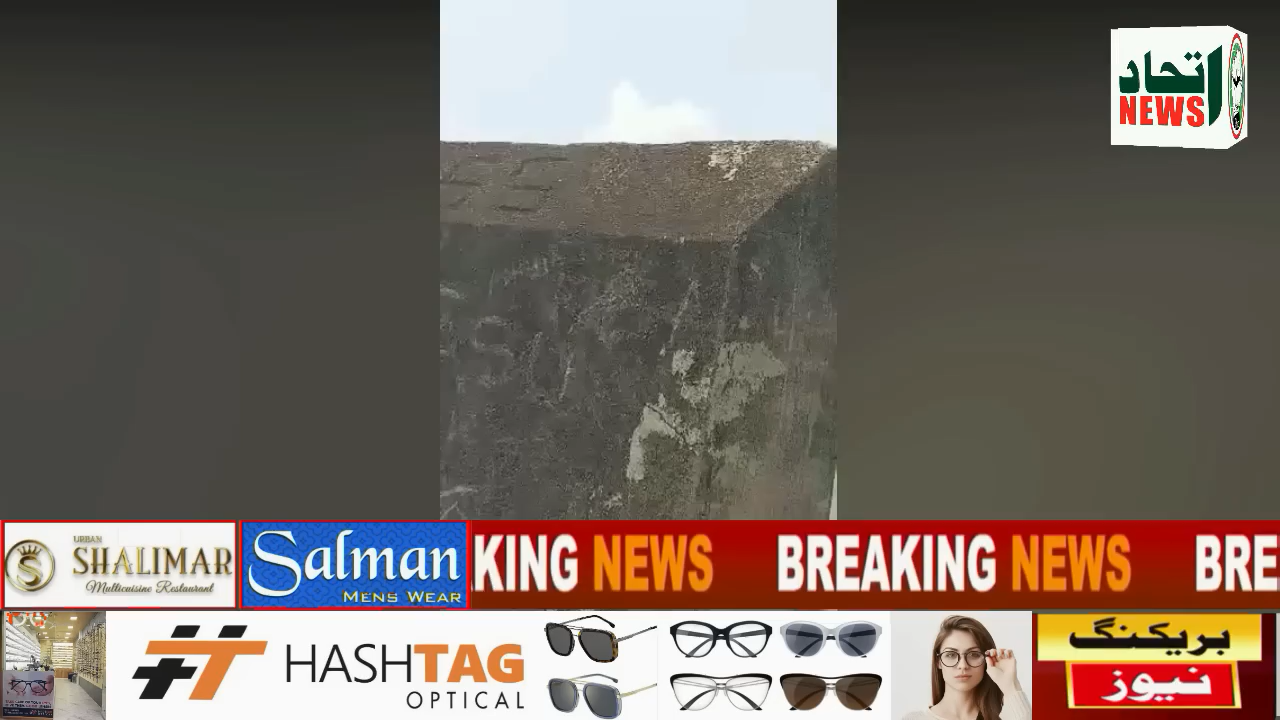 اتحاد
NEWS
URBAN
SHALIMAR
Multicuisine Restaurant
Salman
MENS WEAR
KING NEWS BREAKING NEWS BRE
HASHTAG
OPTICAL
بریکنگ
نیوز